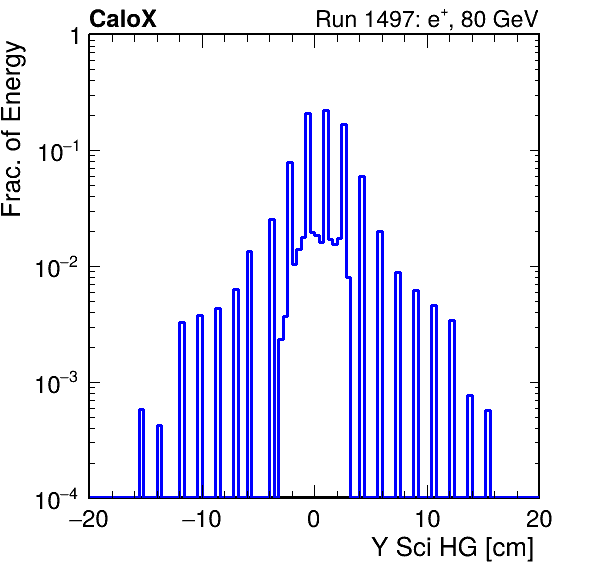 CaloX
Run 1497: e⁺, 80 GeV
Frac. of Energy
1
10⁻¹
10⁻²
10⁻³
10⁻⁴
−20
−10
0
10
20
Y Sci HG [cm]